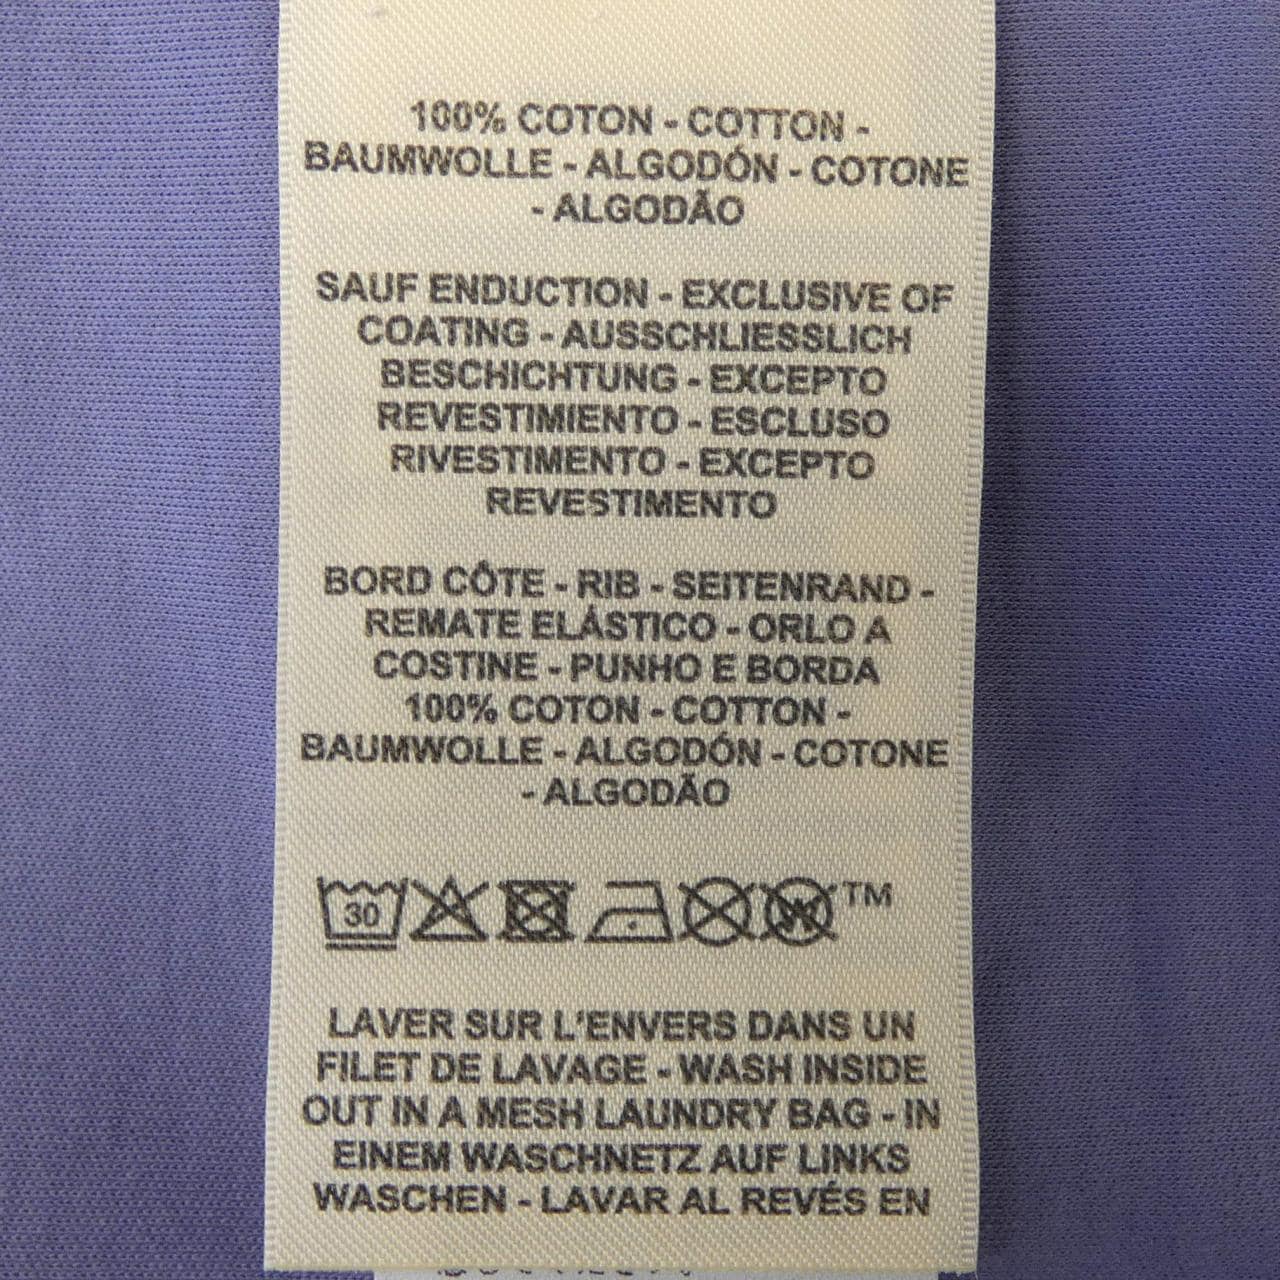 100% COTON - COTTON -
BAUMWOLLE - ALGODÓN - COTONE
- ALGODÃO
SAUF ENDUCTION - EXCLUSIVE OF
COATING - AUSSCHLIESSLICH
BESCHICHTUNG - EXCEPTO
REVESTIMIENTO - ESCLUSO
RIVESTIMENTO - EXCEPTO
REVESTIMENTO
BORD CÔTE - RIB - SEITENRAND -
REMATE ELÁSTICO - ORLO A
COSTINE - PUNHO E BORDA
100% COTON - COTTON -
BAUMWOLLE - ALGODÓN - COTONE
- ALGODÃO
30 W ™
LAVER SUR L'ENVERS DANS UN
FILET DE LAVAGE - WASH INSIDE
OUT IN A MESH LAUNDRY BAG - IN
EINEM WASCHNETZ AUF LINKS
WASCHEN - LAVAR AL REVÉS EN